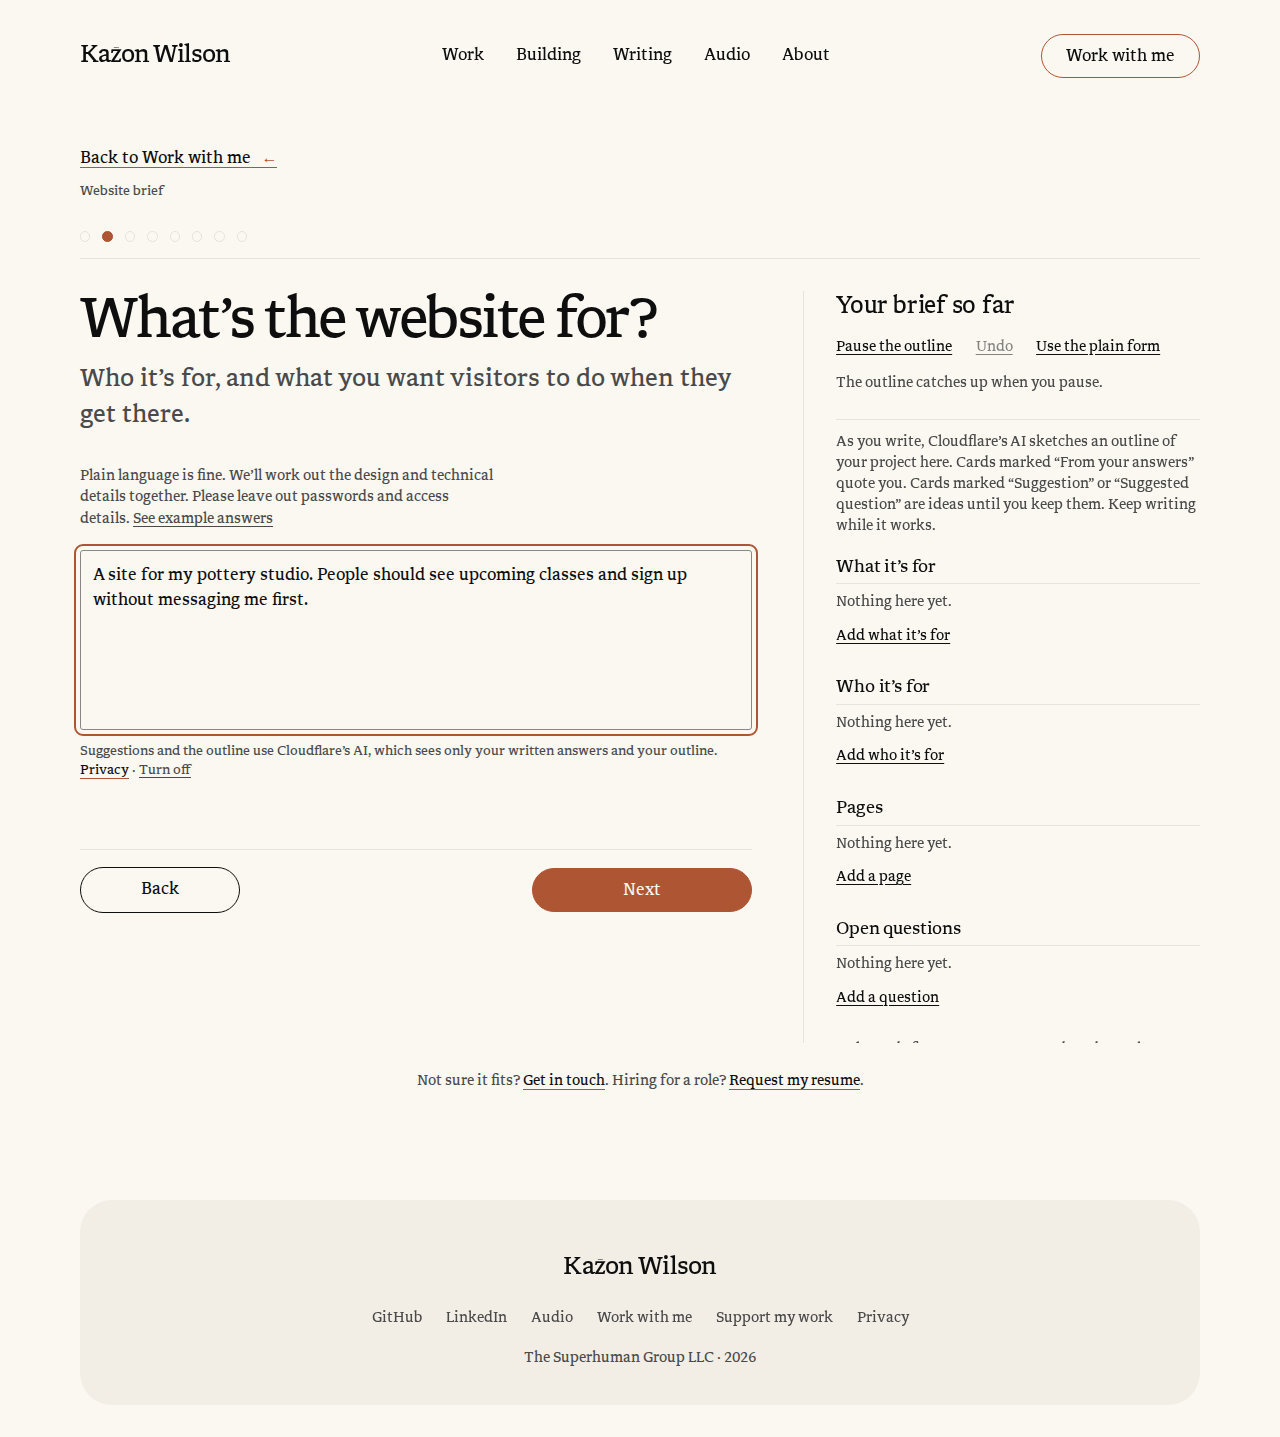 Kazōn Wilson
Work Building Writing Audio About
Work with me
Back to Work with me ←
Website brief
What’s the website for?
Who it’s for, and what you want visitors to do when they
get there.
Plain language is fine. We’ll work out the design and technical
details together. Please leave out passwords and access
details. See example answers
A site for my pottery studio. People should see upcoming classes and sign up
without messaging me first.
Suggestions and the outline use Cloudflare’s AI, which sees only your written answers and your outline.
Privacy · Turn off
Back
Next
Your brief so far
Pause the outline Undo Use the plain form
The outline catches up when you pause.
As you write, Cloudflare’s AI sketches an outline of
your project here. Cards marked “From your answers”
quote you. Cards marked “Suggestion” or “Suggested
question” are ideas until you keep them. Keep writing
while it works.
What it’s for
Nothing here yet.
Add what it’s for
Who it’s for
Nothing here yet.
Add who it’s for
Pages
Nothing here yet.
Add a page
Open questions
Nothing here yet.
Add a question
Not sure it fits? Get in touch. Hiring for a role? Request my resume.
Kazōn Wilson
GitHub LinkedIn Audio Work with me Support my work Privacy
The Superhuman Group LLC · 2026